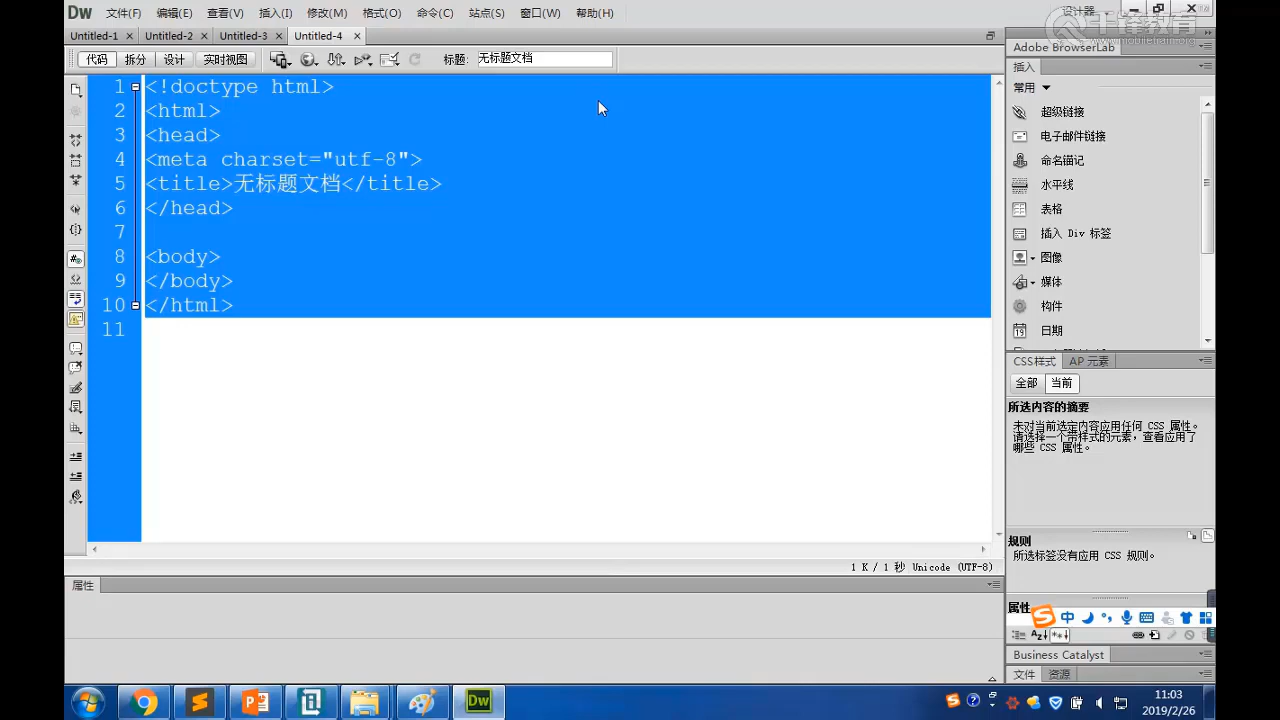 Dw 文件(F) 编辑(E) 查看(V) 插入(I) 修改(M) 格式(O) 命令(C) 站点(S) 窗口(W) 帮助(H) 设计器
千锋教育
www.mobiletrain.org
Untitled-1 Untitled-2 Untitled-3 Untitled-4
代码 拆分 设计 实时视图 标题: 无标题文档
1 <!doctype html>
2 <html>
3 <head>
4 <meta charset="utf-8">
5 <title>无标题文档</title>
6 </head>
7
8 <body>
9 </body>
10 </html>
11
1 K / 1 秒 Unicode (UTF-8)
属性
Adobe BrowserLab
插入
常用
超级链接
电子邮件链接
命名锚记
水平线
表格
插入 Div 标签
图像
媒体
构件
19 日期
CSS样式 AP 元素
全部 当前
所选内容的摘要
未对当前选定内容应用任何 CSS 属性。
请选择一个带样式的元素，查看应用了
哪些 CSS 属性。
规则
所选标签没有应用 CSS 规则。
属性
S 中
Business Catalyst
文件 资源
Dw
11:03
2019/2/26